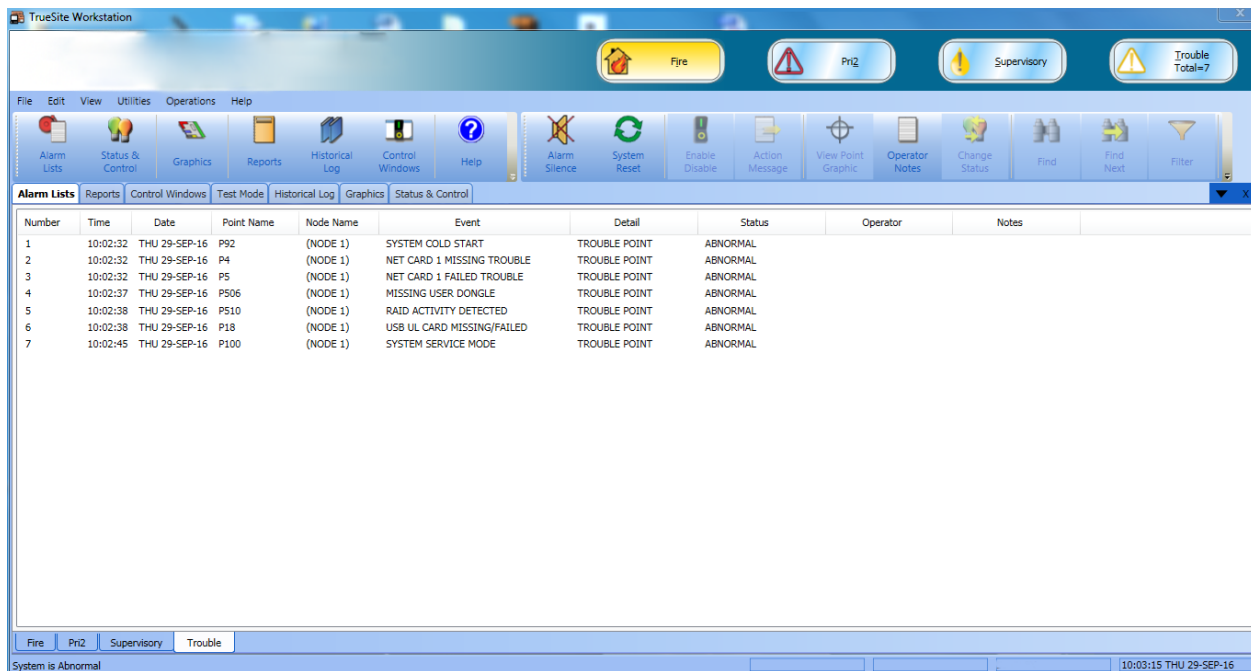 TrueSite Workstation
X
Fire
Pri2
Supervisory
Trouble
Total=7
File Edit View Utilities Operations Help
Alarm Lists
Status & Control
Graphics
Reports
Historical Log
Control Windows
? Help
Alarm Silence
System Reset
Enable Disable
Action Message
View Point Graphic
Operator Notes
Change Status
Find
Find Next
Filter
Alarm Lists Reports Control Windows Test Mode Historical Log Graphics Status & Control X
Number Time Date Point Name Node Name Event Detail Status Operator Notes
1 10:02:32 THU 29-SEP-16 P92 (NODE 1) SYSTEM COLD START TROUBLE POINT ABNORMAL
2 10:02:32 THU 29-SEP-16 P4 (NODE 1) NET CARD 1 MISSING TROUBLE TROUBLE POINT ABNORMAL
3 10:02:32 THU 29-SEP-16 P5 (NODE 1) NET CARD 1 FAILED TROUBLE TROUBLE POINT ABNORMAL
4 10:02:37 THU 29-SEP-16 P506 (NODE 1) MISSING USER DONGLE TROUBLE POINT ABNORMAL
5 10:02:38 THU 29-SEP-16 P510 (NODE 1) RAID ACTIVITY DETECTED TROUBLE POINT ABNORMAL
6 10:02:38 THU 29-SEP-16 P18 (NODE 1) USB UL CARD MISSING/FAILED TROUBLE POINT ABNORMAL
7 10:02:45 THU 29-SEP-16 P100 (NODE 1) SYSTEM SERVICE MODE TROUBLE POINT ABNORMAL
Fire Pri2 Supervisory Trouble
System is Abnormal 10:03:15 THU 29-SEP-16